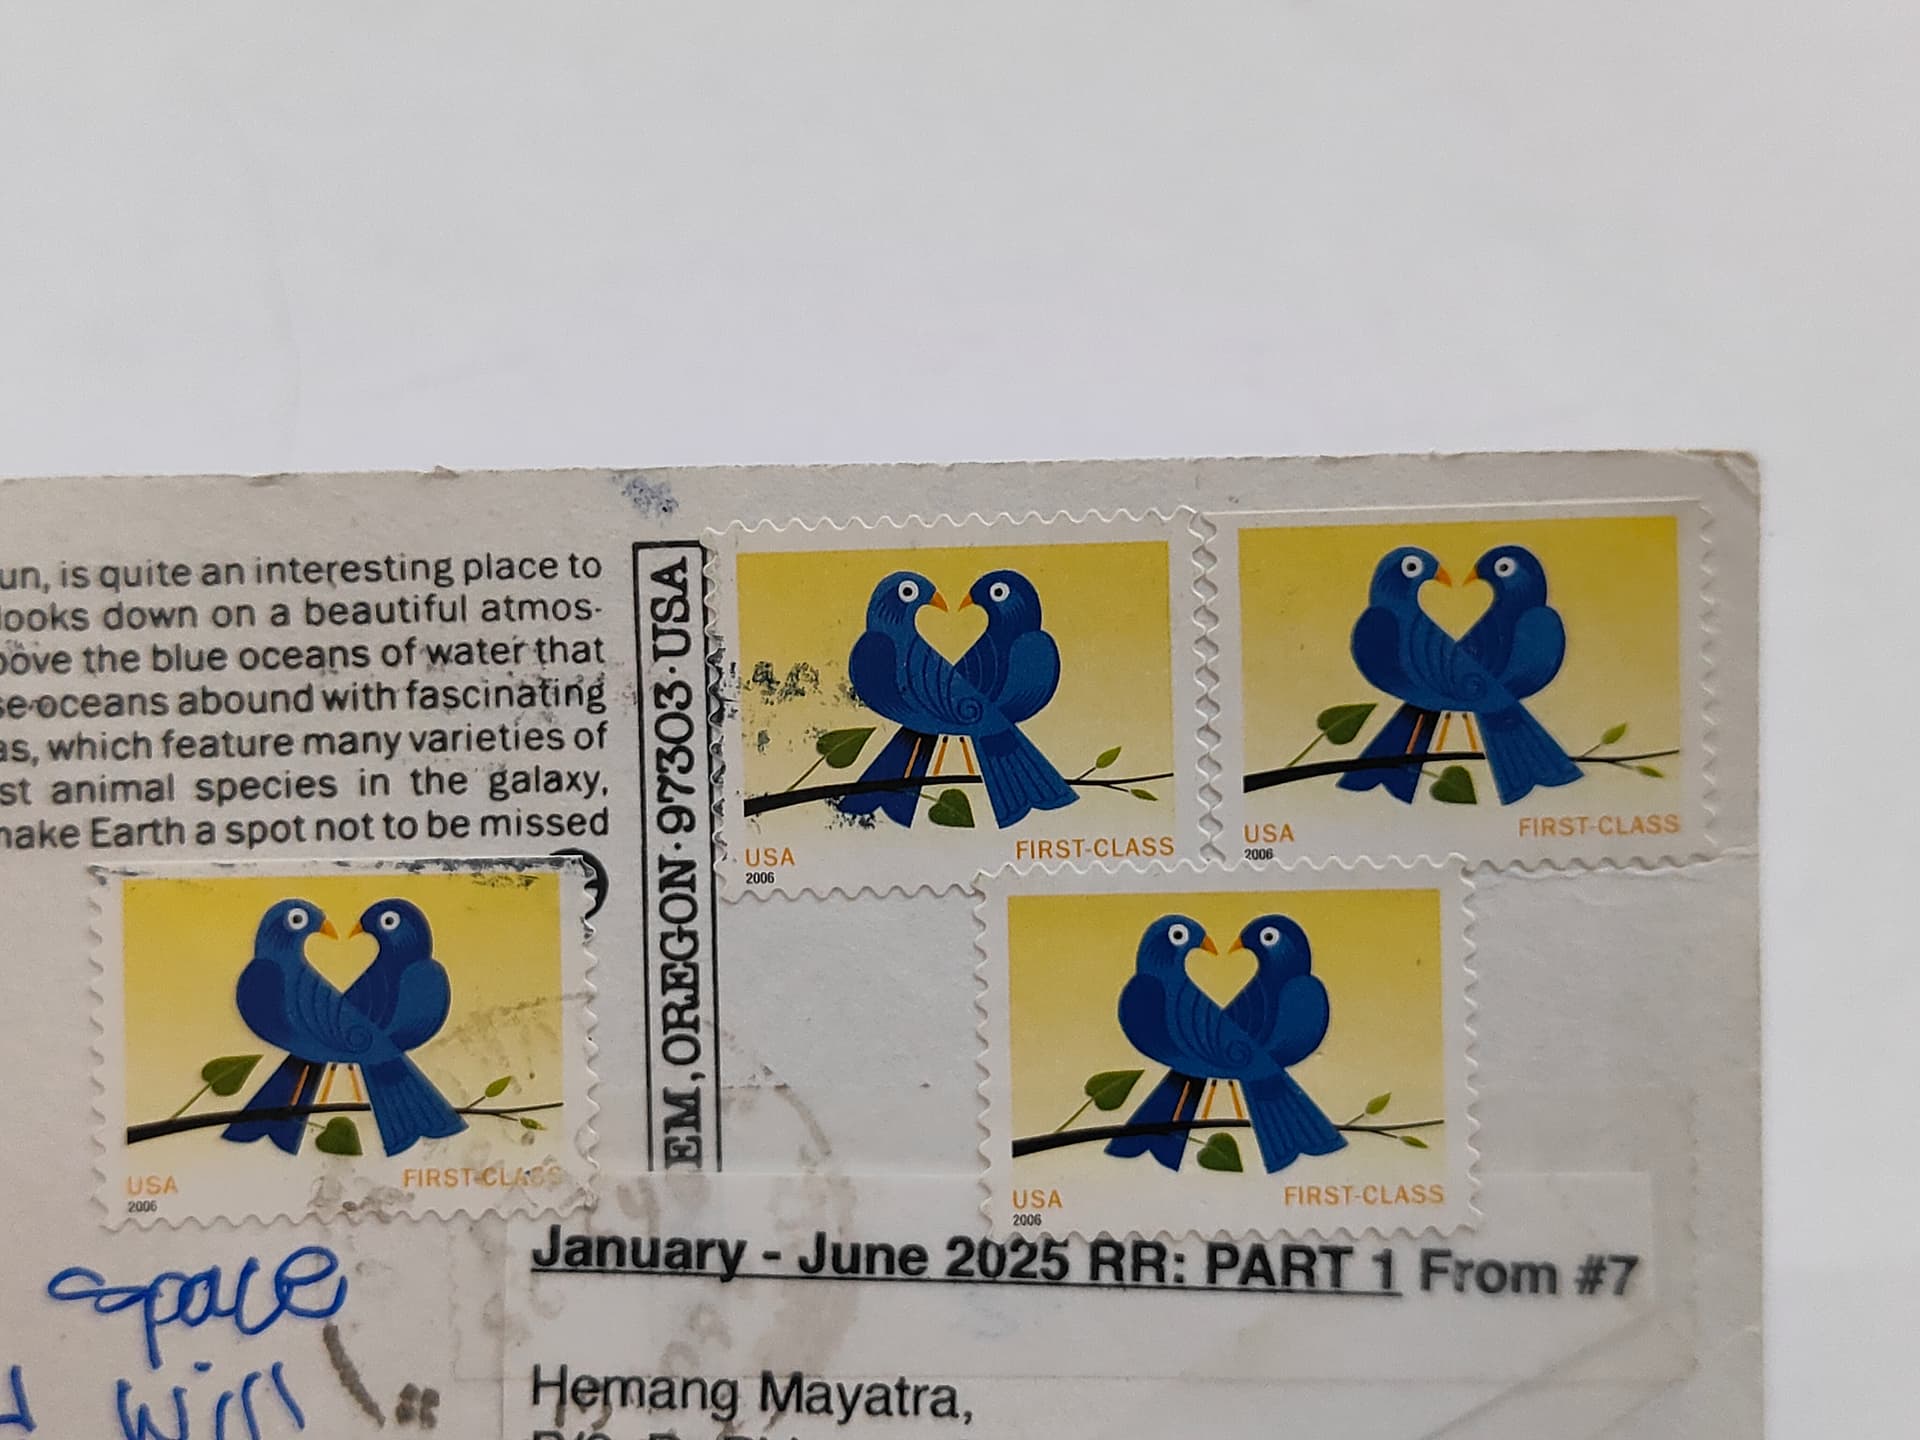 un, is quite an interesting place to
looks down on a beautiful atmos-
bove the blue oceans of water that
se oceans abound with fascinating
as, which feature many varieties of
st animal species in the galaxy,
make Earth a spot not to be missed
EM, OREGON · 97303 · USA
USA
2006
FIRST-CLASS
USA
2006
FIRST-CLASS
USA
2006
FIRST-CLASS
USA
2006
FIRST-CLASS
space
will
January - June 2025 RR: PART 1 From #7
Hemang Mayatra,